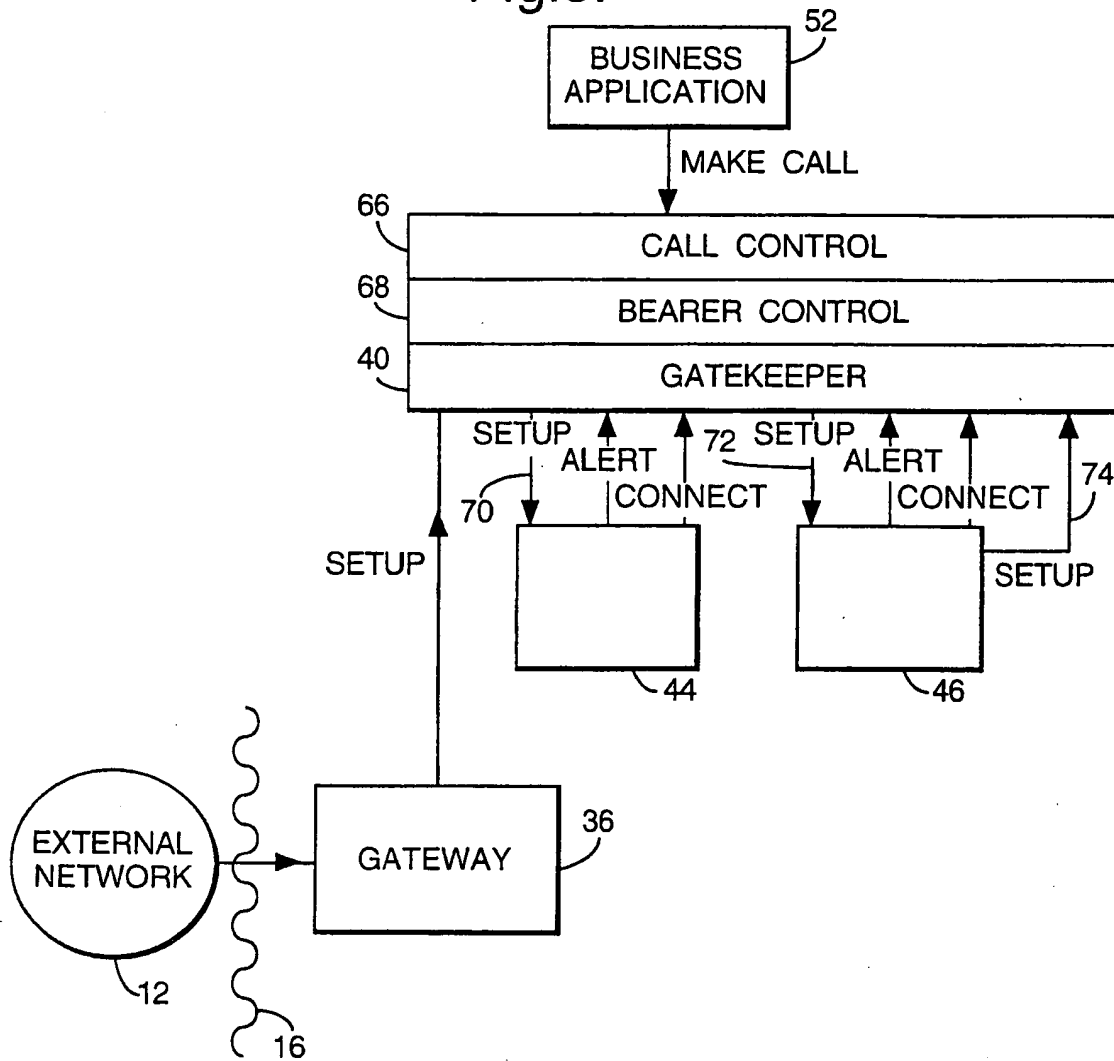 52
BUSINESS
APPLICATION
MAKE CALL
66
CALL CONTROL
68
BEARER CONTROL
40
GATEKEEPER
SETUP
ALERT
CONNECT
70
72
SETUP
ALERT
CONNECT
74
SETUP
SETUP
44
46
EXTERNAL
NETWORK
GATEWAY
36
12
16